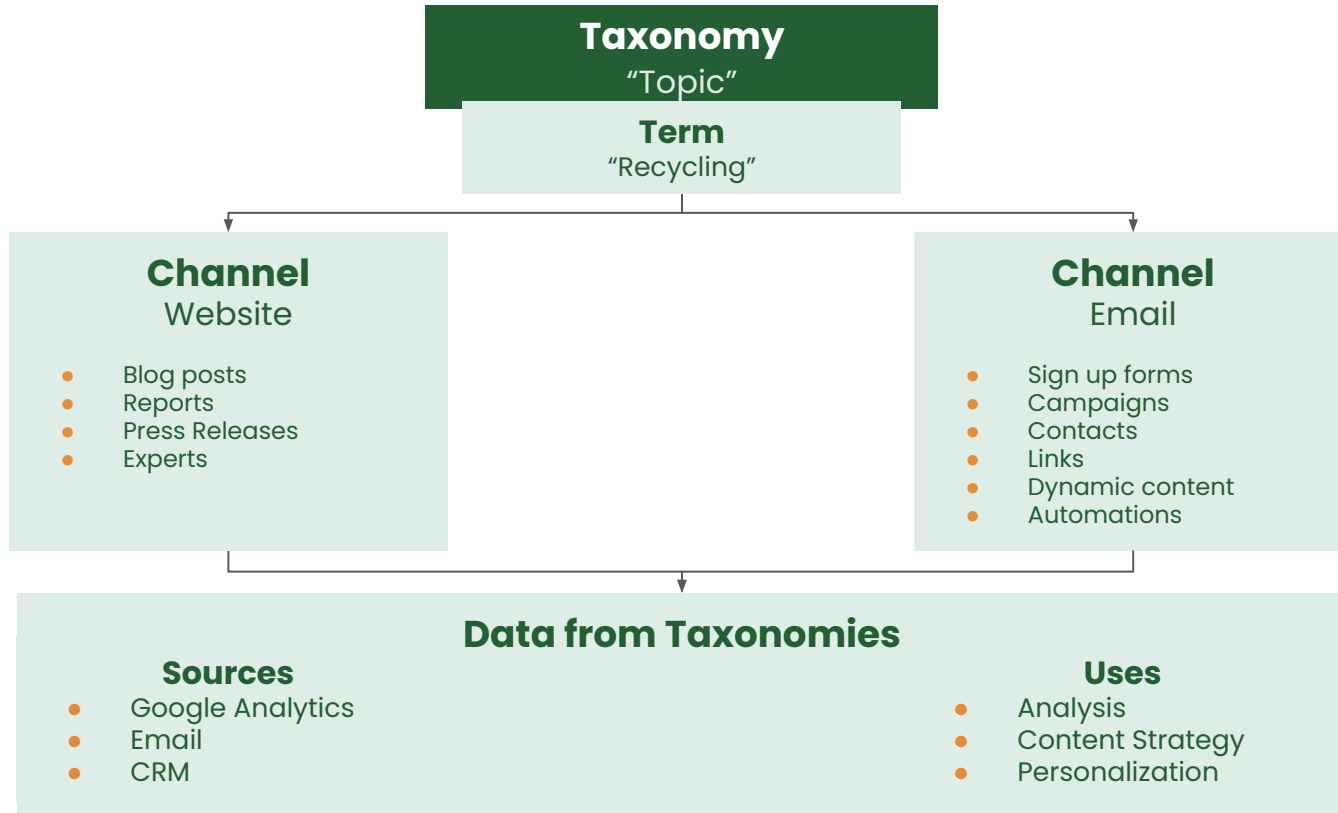 Taxonomy
“Topic”
Term
“Recycling”
Channel
Website
Blog posts
Reports
Press Releases
Experts
Channel
Email
Sign up forms
Campaigns
Contacts
Links
Dynamic content
Automations
Data from Taxonomies
Sources
Google Analytics
Email
CRM
Uses
Analysis
Content Strategy
Personalization